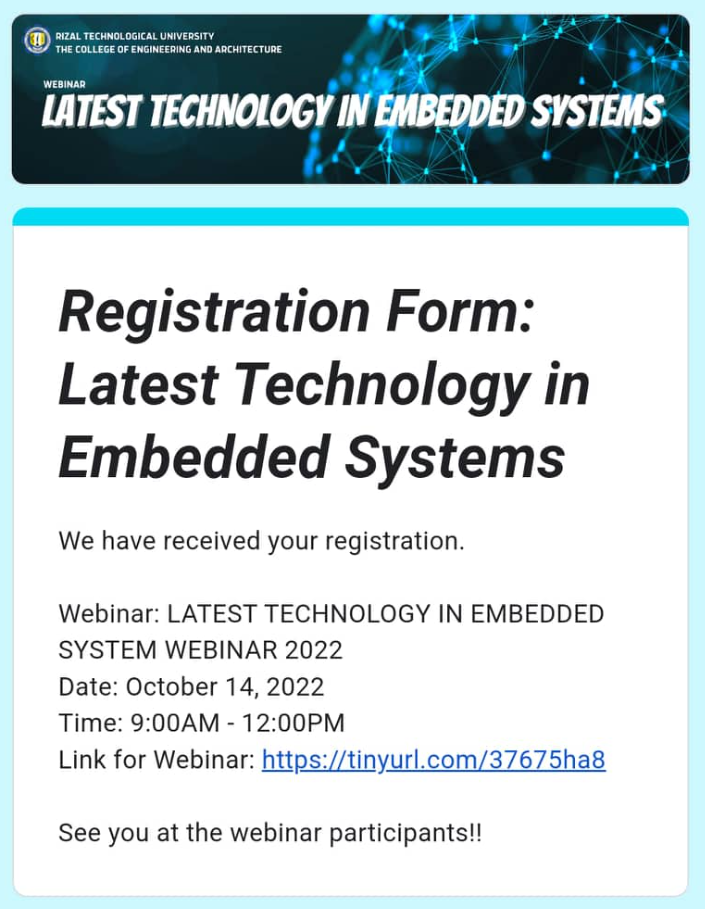 RIZAL TECHNOLOGICAL UNIVERSITY
THE COLLEGE OF ENGINEERING AND ARCHITECTURE
WEBINAR
LATEST TECHNOLOGY IN EMBEDDED SYSTEMS
Registration Form:
Latest Technology in
Embedded Systems
We have received your registration.
Webinar: LATEST TECHNOLOGY IN EMBEDDED
SYSTEM WEBINAR 2022
Date: October 14, 2022
Time: 9:00AM - 12:00PM
Link for Webinar: https://tinyurl.com/37675ha8
See you at the webinar participants!!